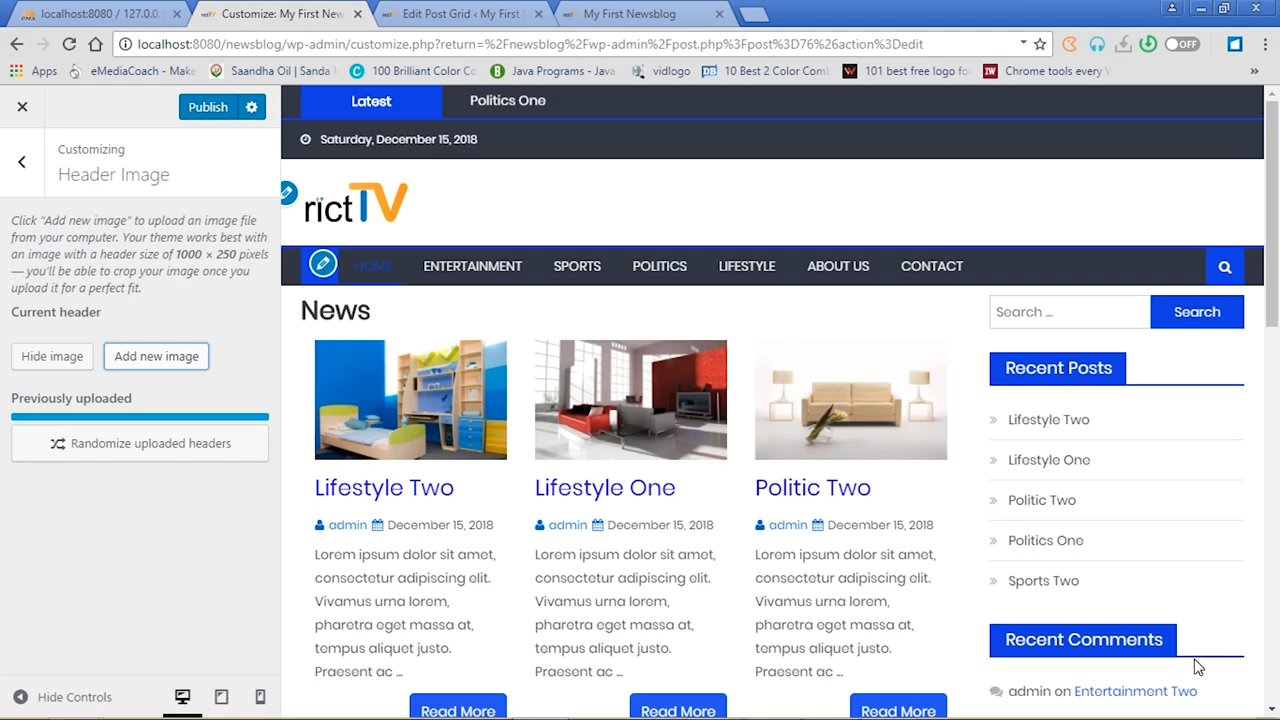 localhost:8080 / 127.0.0.
Customize: My First New
Edit Post Grid ‹ My First
My First Newsblog
localhost:8080/newsblog/wp-admin/customize.php?return=%2Fnewsblog%2Fwp-admin%2Fpost.php%3Fpost%3D76%26action%3Dedit
OFF
Apps
eMediaCoach - Make
Saandha Oil | Sanda
100 Brilliant Color Co
Java Programs - Java
vidlogo
10 Best 2 Color Comb
101 best free logo fo
Chrome tools every W
»
Publish
Customizing
Header Image
Click "Add new image" to upload an image file
from your computer. Your theme works best with
an image with a header size of 1000 × 250 pixels
— you'll be able to crop your image once you
upload it for a perfect fit.
Current header
Hide image
Add new image
Previously uploaded
Randomize uploaded headers
Hide Controls
Latest
Politics One
Saturday, December 15, 2018
rictTV
HOME
ENTERTAINMENT
SPORTS
POLITICS
LIFESTYLE
ABOUT US
CONTACT
News
Lifestyle Two
admin December 15, 2018
Lorem ipsum dolor sit amet,
consectetur adipiscing elit.
Vivamus urna lorem,
pharetra eget massa at,
tempus aliquet justo.
Praesent ac ...
Read More
Lifestyle One
admin December 15, 2018
Lorem ipsum dolor sit amet,
consectetur adipiscing elit.
Vivamus urna lorem,
pharetra eget massa at,
tempus aliquet justo.
Praesent ac ...
Read More
Politic Two
admin December 15, 2018
Lorem ipsum dolor sit amet,
consectetur adipiscing elit.
Vivamus urna lorem,
pharetra eget massa at,
tempus aliquet justo.
Praesent ac ...
Read More
Search ...
Search
Recent Posts
» Lifestyle Two
» Lifestyle One
» Politic Two
» Politics One
» Sports Two
Recent Comments
admin on Entertainment Two